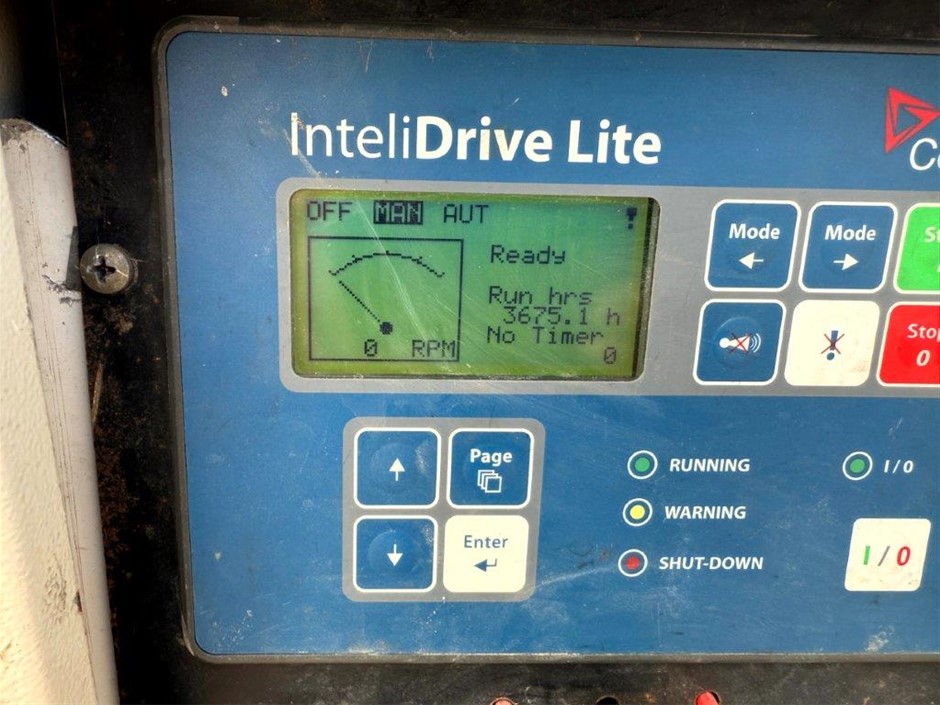 InteliDrive Lite
OFF MAN AUT
Ready
Run hrs
3675.1 h
No Timer
0
0 RPM
Mode
Mode
Page
Enter
Stop
0
RUNNING
WARNING
SHUT-DOWN
I/0
I/0